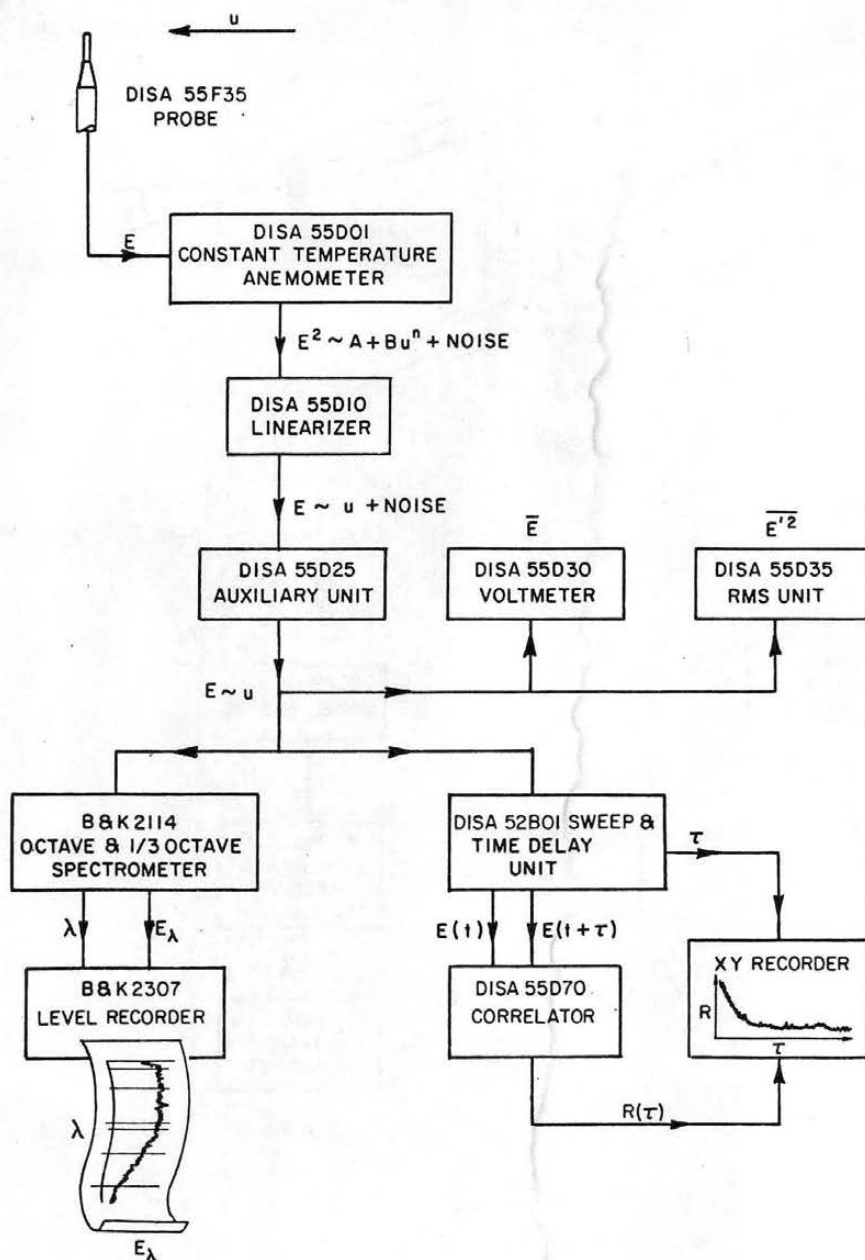 u
DISA 55F35
PROBE
E
DISA 55D01
CONSTANT TEMPERATURE
ANEMOMETER
E² ~ A + Buⁿ + NOISE
DISA 55D10
LINEARIZER
E ~ u + NOISE
DISA 55D25
AUXILIARY UNIT
E̅
DISA 55D30
VOLTMETER
E'²‾
DISA 55D35
RMS UNIT
E ~ u
B & K 2114
OCTAVE & 1/3 OCTAVE
SPECTROMETER
λ
E_λ
B & K 2307
LEVEL RECORDER
λ
E_λ
DISA 52B01 SWEEP &
TIME DELAY
UNIT
τ
E(t)
E(t+τ)
DISA 55D70
CORRELATOR
R(τ)
XY RECORDER
R
τ